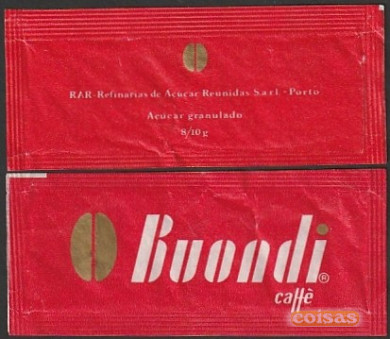 RAR-Refinarias de Açúcar Reunidas S.a.r.l. - Porto
Açúcar granulado
8/10 g
Buondi®
caffè
coisas